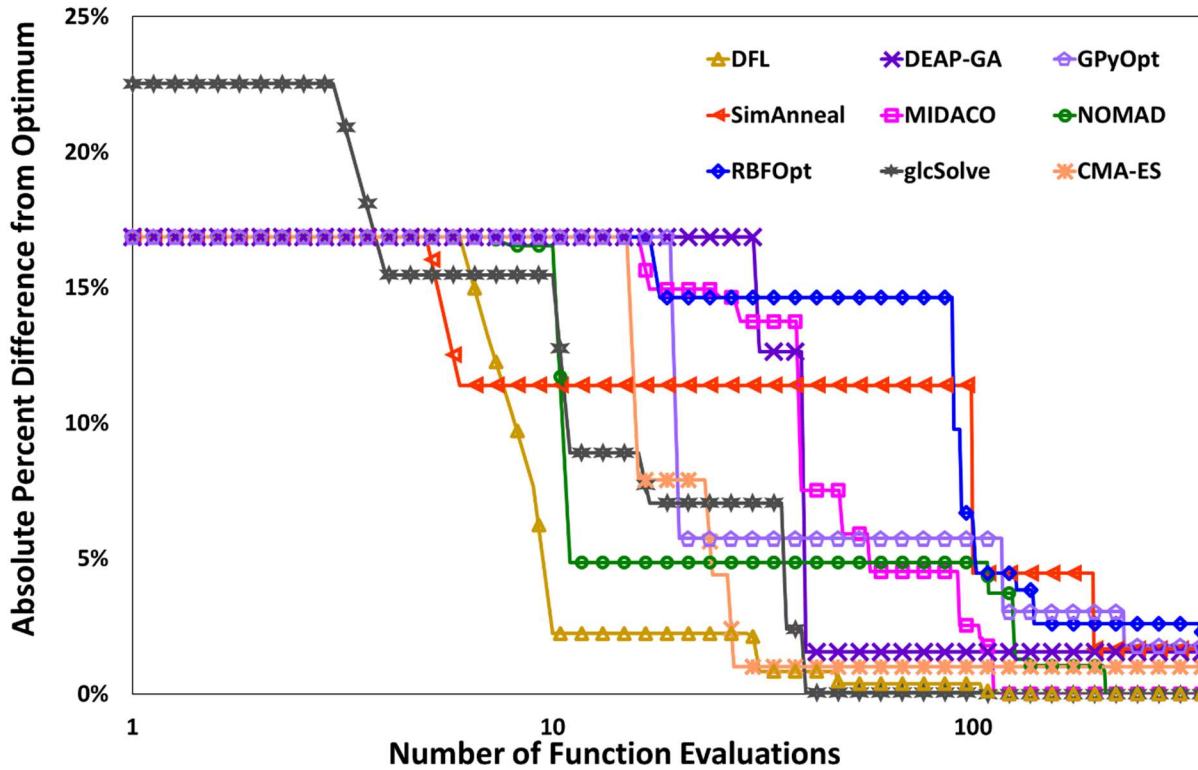 Absolute Percent Difference from Optimum
25%
20%
15%
10%
5%
0%
DFL DEAP-GA GPyOpt
SimAnneal MIDACO NOMAD
RBFOpt glcSolve CMA-ES
1 10 100
Number of Function Evaluations